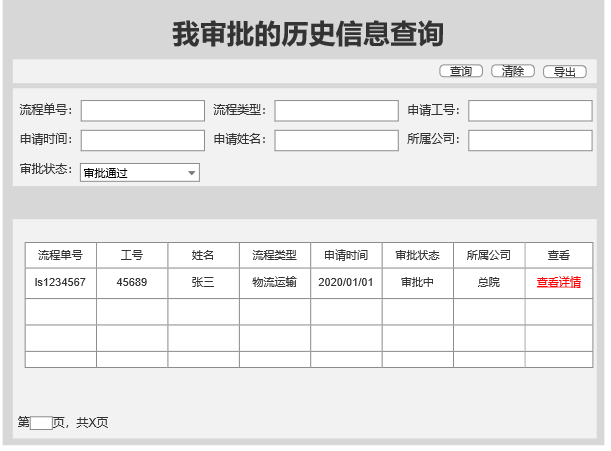 我审批的历史信息查询
查询 清除 导出
流程单号： 流程类型： 申请工号：
申请时间： 申请姓名： 所属公司：
审批状态： 审批通过
流程单号 工号 姓名 流程类型 申请时间 审批状态 所属公司 查看
ls1234567 45689 张三 物流运输 2020/01/01 审批中 总院 查看详情
第 页，共X页